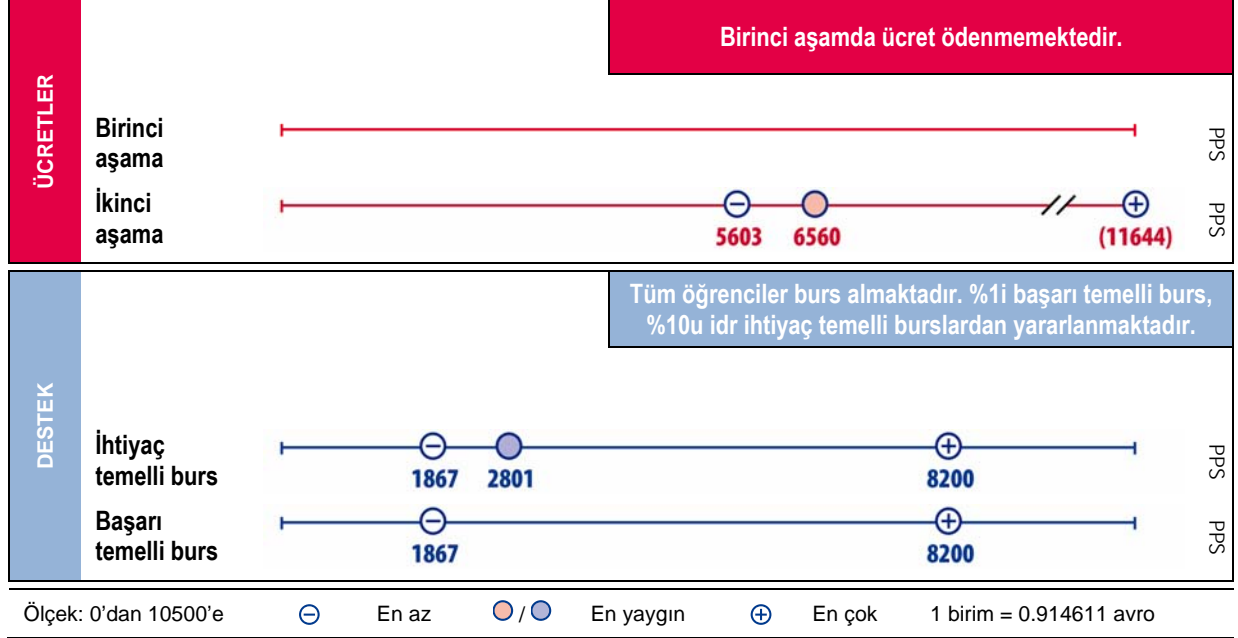 Birinci aşamda ücret ödenmemektedir.
ÜCRETLER
Birinci
aşama
PPS
İkinci
aşama
5603 6560 (11644)
PPS
Tüm öğrenciler burs almaktadır. %1i başarı temelli burs,
%10u idr ihtiyaç temelli burslardan yararlanmaktadır.
DESTEK
İhtiyaç
temelli burs
1867 2801 8200
PPS
Başarı
temelli burs
1867 8200
PPS
Ölçek: 0’dan 10500’e En az / En yaygın En çok 1 birim = 0.914611 avro